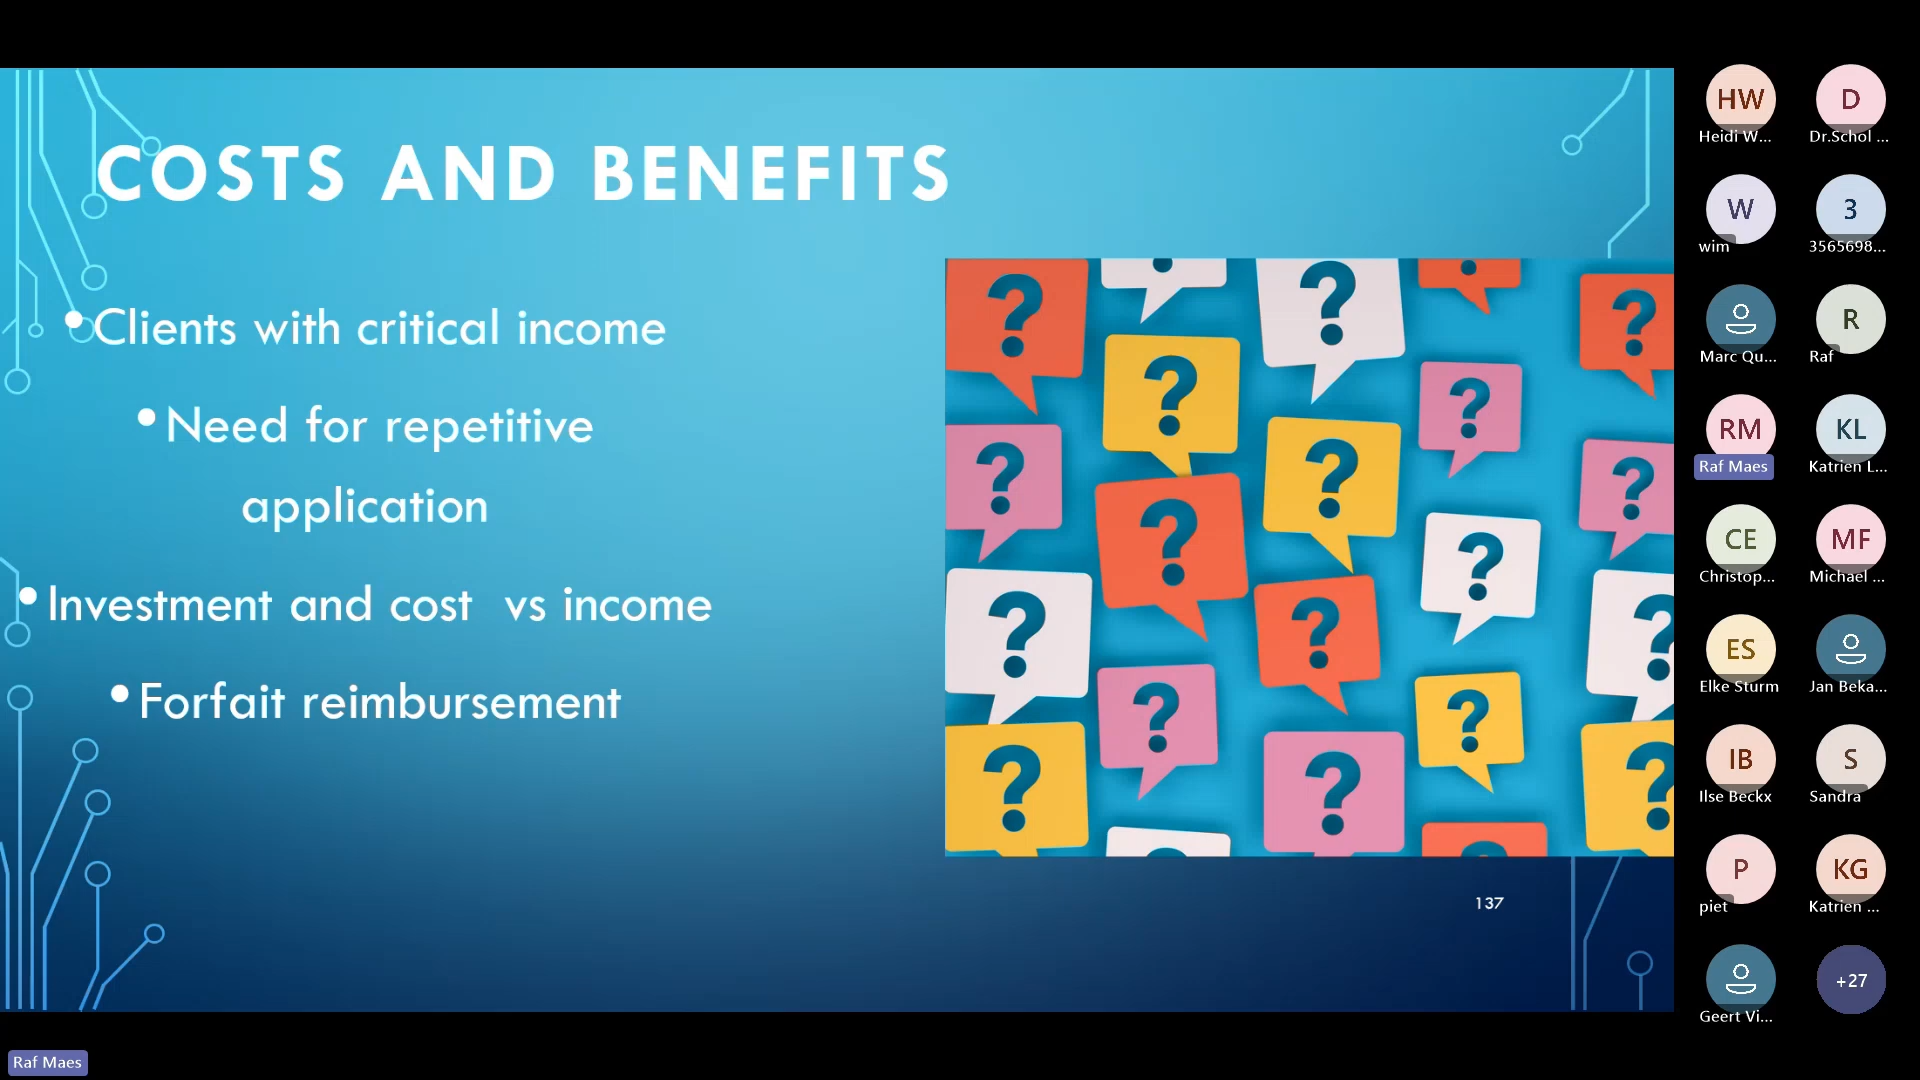 COSTS AND BENEFITS
•Clients with critical income
•Need for repetitive
application
•Investment and cost vs income
•Forfait reimbursement
137
HW
Heidi W...
D
Dr.Schol ...
W
wim
3
3565698...
Marc Qu...
R
Raf
RM
Raf Maes
KL
Katrien L...
CE
Christop...
MF
Michael ...
ES
Elke Sturm
Jan Beka...
IB
Ilse Beckx
S
Sandra
P
piet
KG
Katrien ...
Geert Vi...
+27
Raf Maes